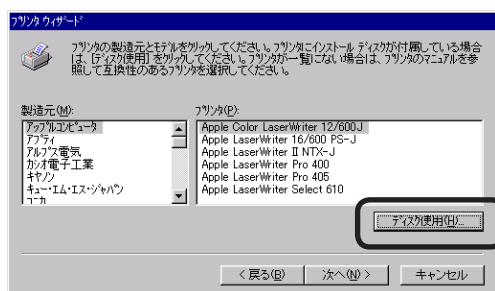 プリンタ ウィザード
プリンタの製造元とモデルをクリックしてください。プリンタにインストール ディスクが付属している場合
は、[ディスク使用] をクリックしてください。プリンタが一覧にない場合は、プリンタのマニュアルを参
照して互換性のあるプリンタを選択してください。
製造元(M):
アップルコンピュータ
アプティ
アルプス電気
カシオ電子工業
キヤノン
キュー・エム・エス・ジャパン
コニカ
プリンタ(P):
Apple Color LaserWriter 12/600J
Apple LaserWriter 16/600 PS-J
Apple LaserWriter II NTX-J
Apple LaserWriter Pro 400
Apple LaserWriter Pro 405
Apple LaserWriter Select 610
ディスク使用(H)...
< 戻る(B)
次へ(N) >
キャンセル